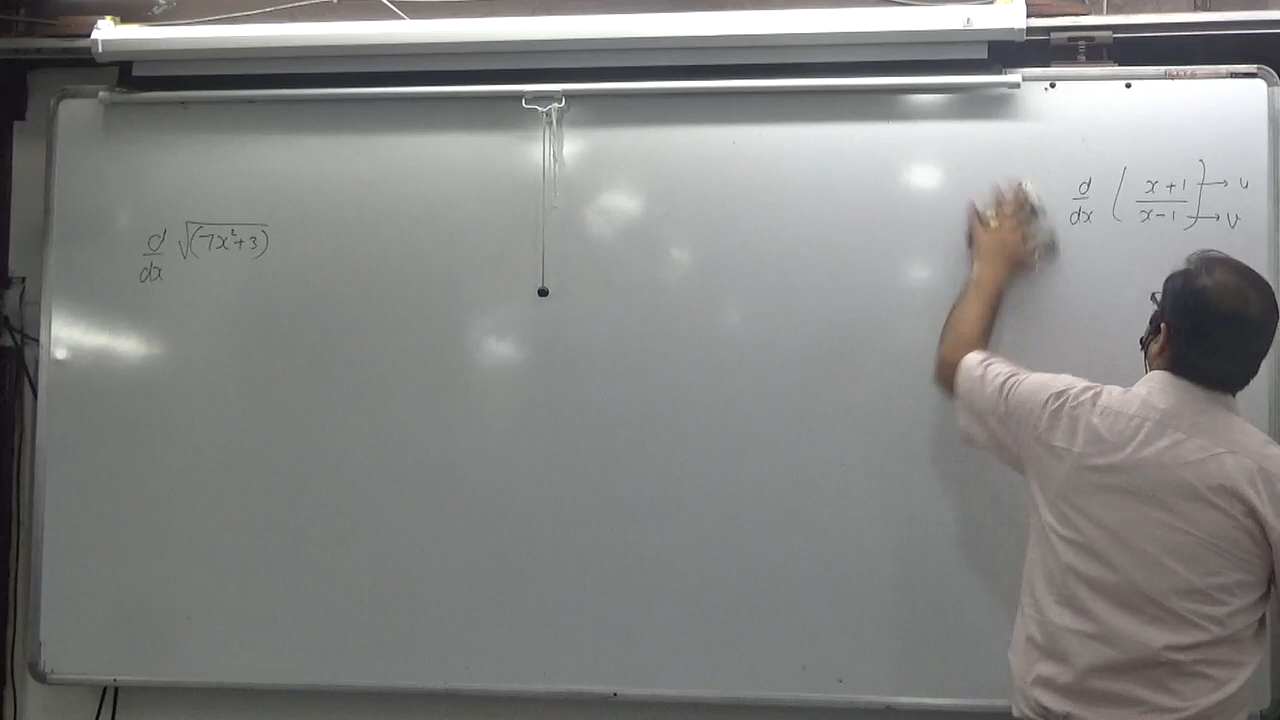 d/dx √(7x²+3)
d/dx (x+1/x-1) → u → v